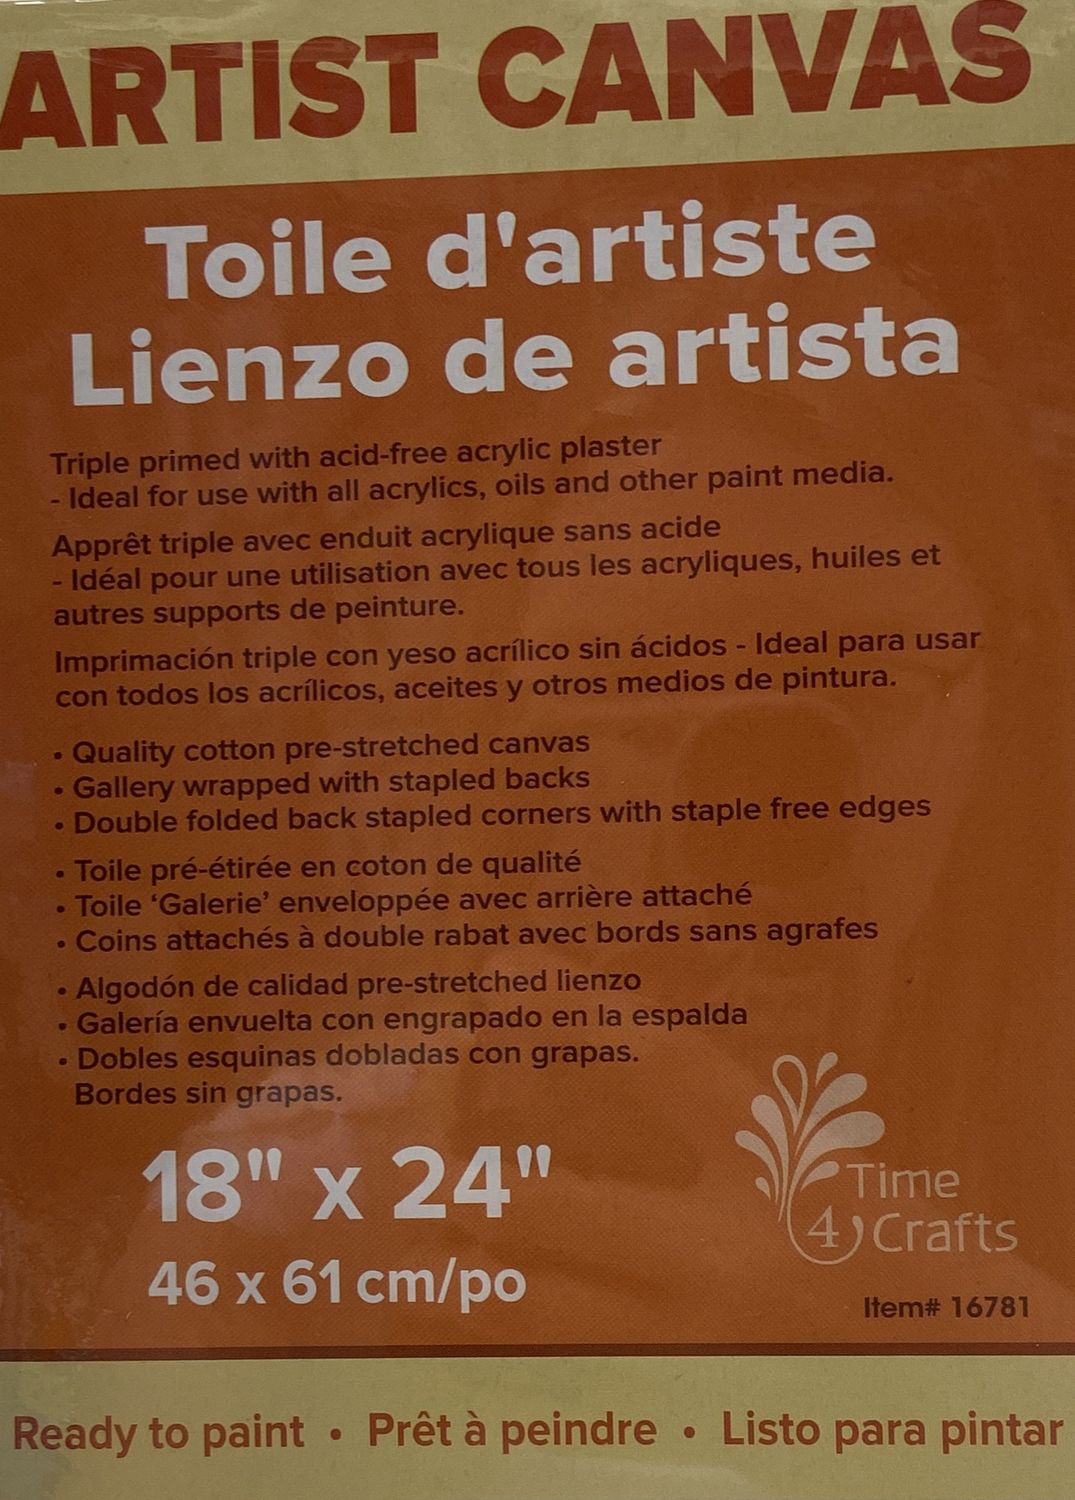 ARTIST CANVAS
Toile d'artiste
Lienzo de artista
Triple primed with acid-free acrylic plaster
- Ideal for use with all acrylics, oils and other paint media.
Apprêt triple avec enduit acrylique sans acide
- Idéal pour une utilisation avec tous les acryliques, huiles et
autres supports de peinture.
Imprimación triple con yeso acrílico sin ácidos - Ideal para usar
con todos los acrílicos, aceites y otros medios de pintura.
• Quality cotton pre-stretched canvas
• Gallery wrapped with stapled backs
• Double folded back stapled corners with staple free edges
• Toile pré-étirée en coton de qualité
• Toile ‘Galerie’ enveloppée avec arrière attaché
• Coins attachés à double rabat avec bords sans agrafes
• Algodón de calidad pre-stretched lienzo
• Galería envuelta con engrapado en la espalda
• Dobles esquinas dobladas con grapas.
Bordes sin grapas.
18" x 24"
46 x 61 cm/po
Time
4 Crafts
Item# 16781
Ready to paint • Prêt à peindre • Listo para pintar